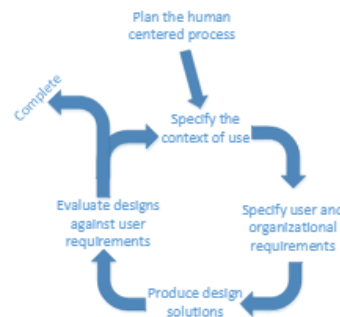 Plan the human
centered process
Complete
Specify the
context of use
Evaluate designs
against user
requirements
Specify user and
organizational
requirements
Produce design
solutions